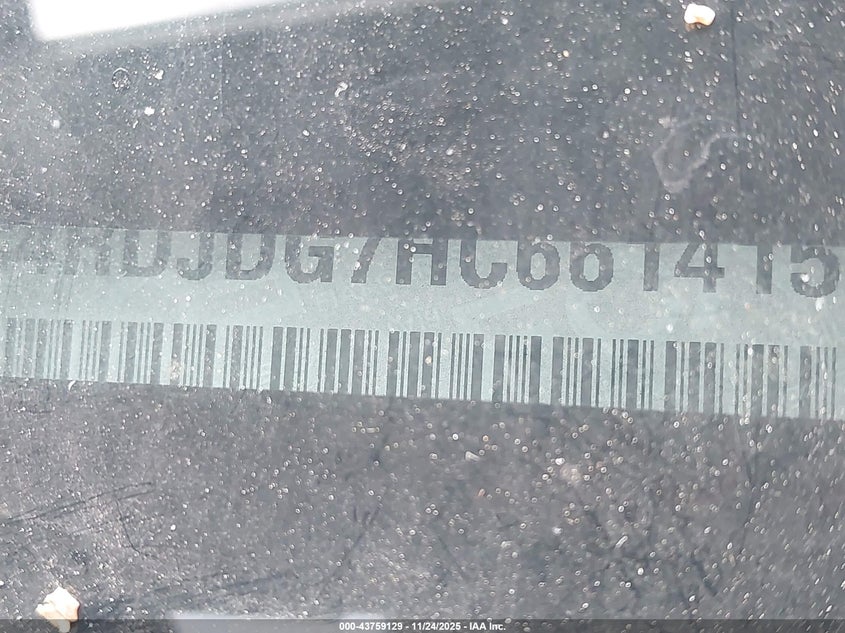 RDJDG7HC661415
000-43759129 - 11/24/2025 - IAA Inc.